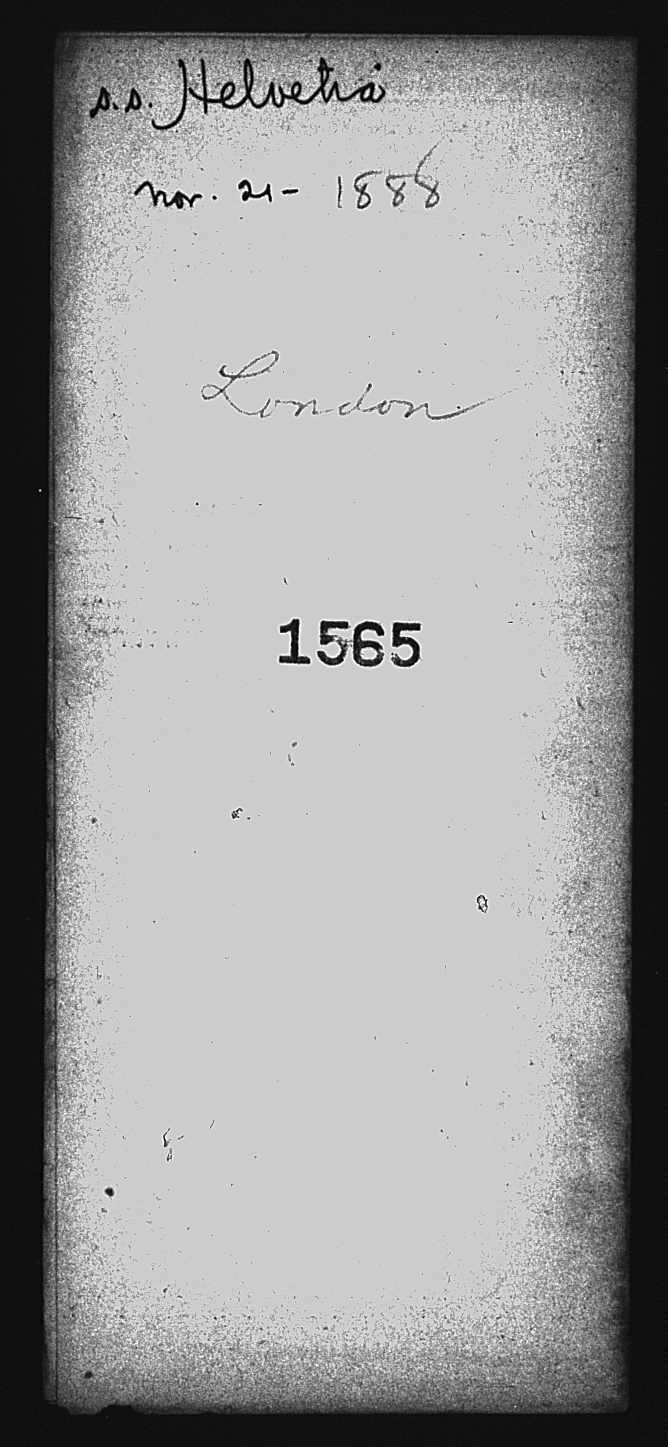 s.s. Helvetia
Nov. 21 - 1888
London
1565